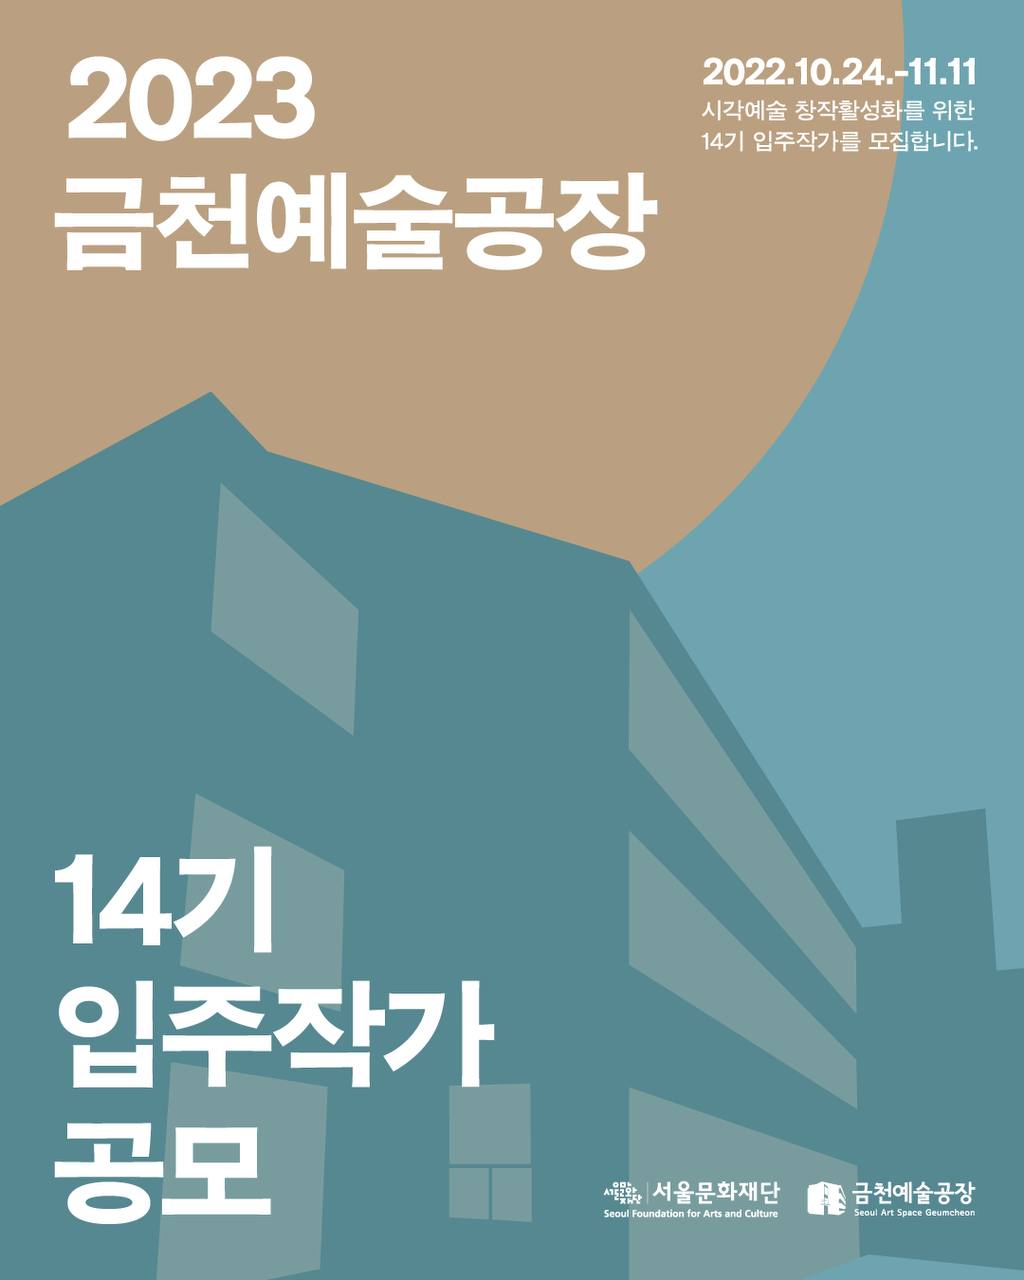 2023
금천예술공장
2022.10.24.-11.11
시각예술 창작활성화를 위한
14기 입주작가를 모집합니다.
14기
입주작가
공모
서울문화재단
Seoul Foundation for Arts and Culture
금천예술공장
Seoul Art Space Geumcheon